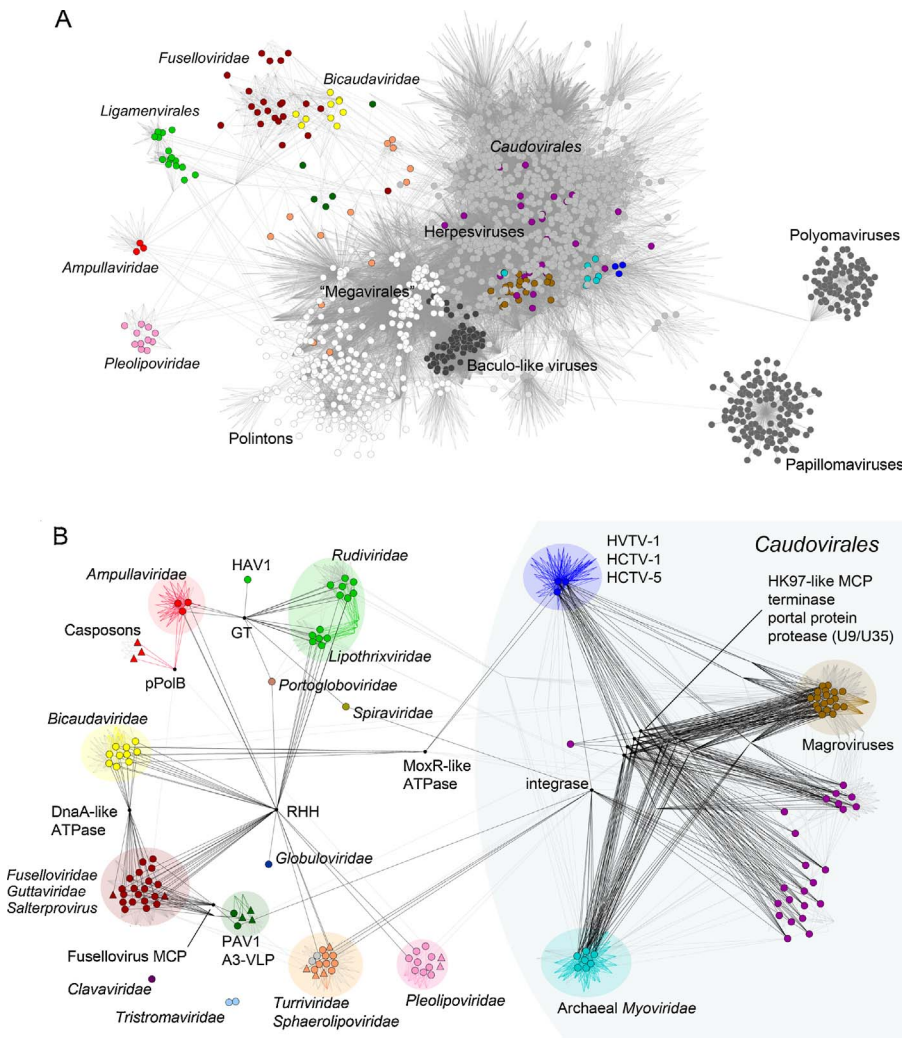 A
Fuselloviridae
Bicaudaviridae
Ligamenvirales
Caudovirales
Herpesviruses
Polyomaviruses
Ampullaviridae
"Megavirales"
Pleolipoviridae
Baculo-like viruses
Polintons
Papillomaviruses
B
Ampullaviridae
HAV1
Rudiviridae
HVTV-1
HCTV-1
HCTV-5
Caudovirales
HK97-like MCP
terminase
portal protein
protease (U9/U35)
Casposons
GT
Lipothrixviridae
pPolB
Portogloboviridae
Spiraviridae
Bicaudaviridae
Magroviruses
MoxR-like
ATPase
integrase
DnaA-like
ATPase
RHH
Globuloviridae
Fuselloviridae
Guttaviridae
Salterprovirus
PAV1
A3-VLP
Fusellovirus MCP
Clavaviridae
Tristromaviridae
Turriviridae
Sphaerolipoviridae
Pleolipoviridae
Archaeal Myoviridae